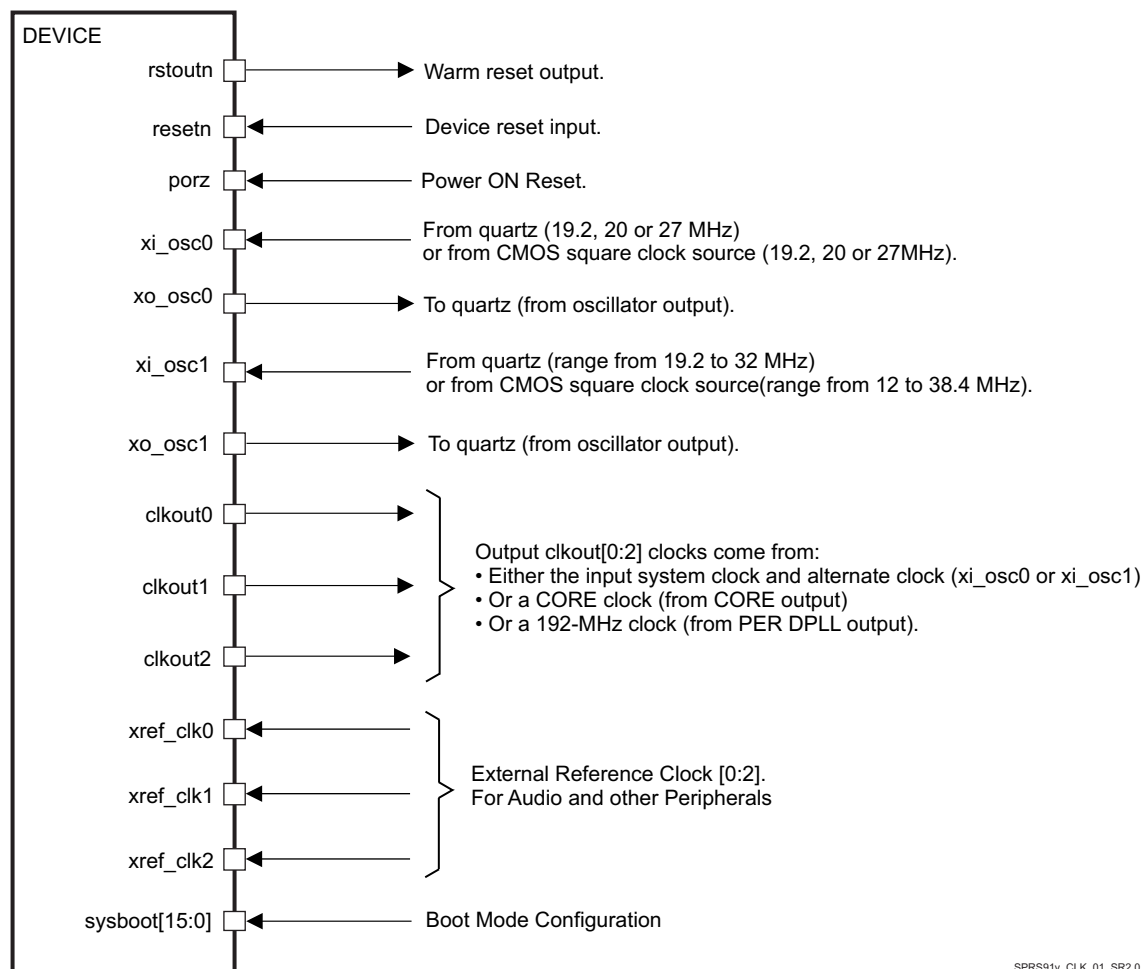 DEVICE
rstoutn
Warm reset output.
resetn
Device reset input.
porz
Power ON Reset.
xi_osc0
From quartz (19.2, 20 or 27 MHz)
or from CMOS square clock source (19.2, 20 or 27MHz).
xo_osc0
To quartz (from oscillator output).
xi_osc1
From quartz (range from 19.2 to 32 MHz)
or from CMOS square clock source(range from 12 to 38.4 MHz).
xo_osc1
To quartz (from oscillator output).
clkout0
clkout1
clkout2
Output clkout[0:2] clocks come from:
• Either the input system clock and alternate clock (xi_osc0 or xi_osc1)
• Or a CORE clock (from CORE output)
• Or a 192-MHz clock (from PER DPLL output).
xref_clk0
xref_clk1
xref_clk2
External Reference Clock [0:2].
For Audio and other Peripherals
sysboot[15:0]
Boot Mode Configuration
SPRS91v_CLK_01_SR2.0